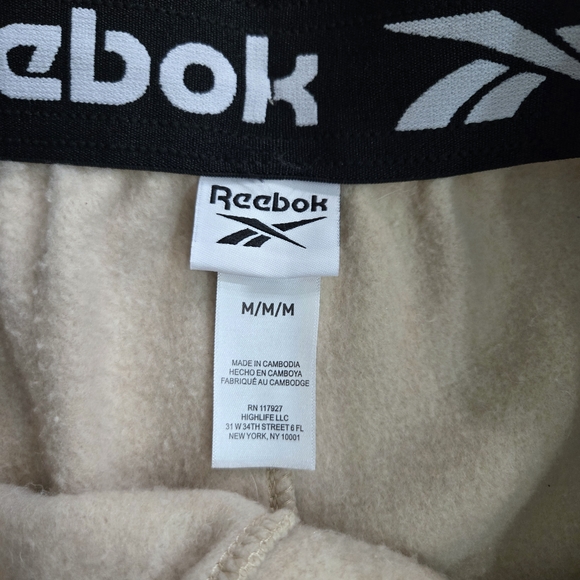 ebok
Reebok
M/M/M
MADE IN CAMBODIA
HECHO EN CAMBOYA
FABRIQUÉ AU CAMBODGE
RN 117927
HIGHLIFE LLC
31 W 34TH STREET 6 FL
NEW YORK, NY 10001